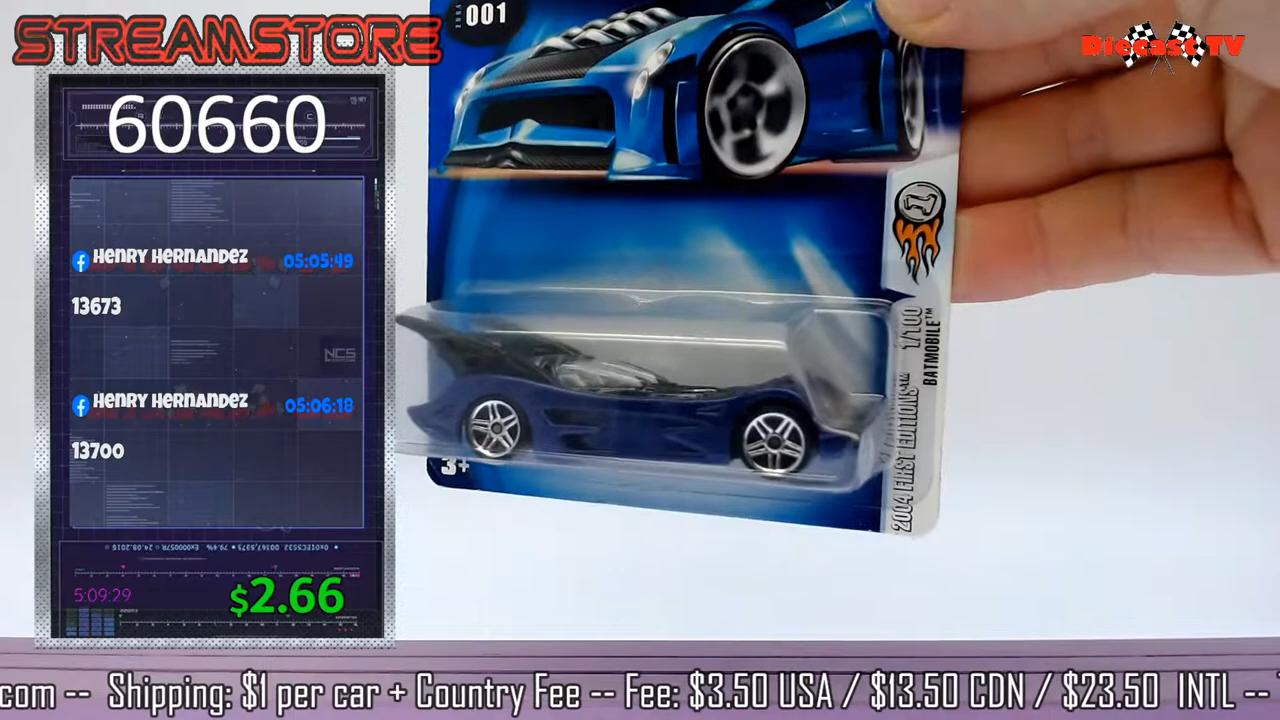 STREAMSTORE
60660
Henry Hernandez 05:05:49
13673
NCS
Henry Hernandez 05:06:18
13700
5:09:29
$2.66
001
Diecast TV
2004 FIRST EDITIONS™ 1/100
BATMOBILE™
3+
.com -- Shipping: $1 per car + Country Fee -- Fee: $3.50 USA / $13.50 CDN / $23.50 INTL --